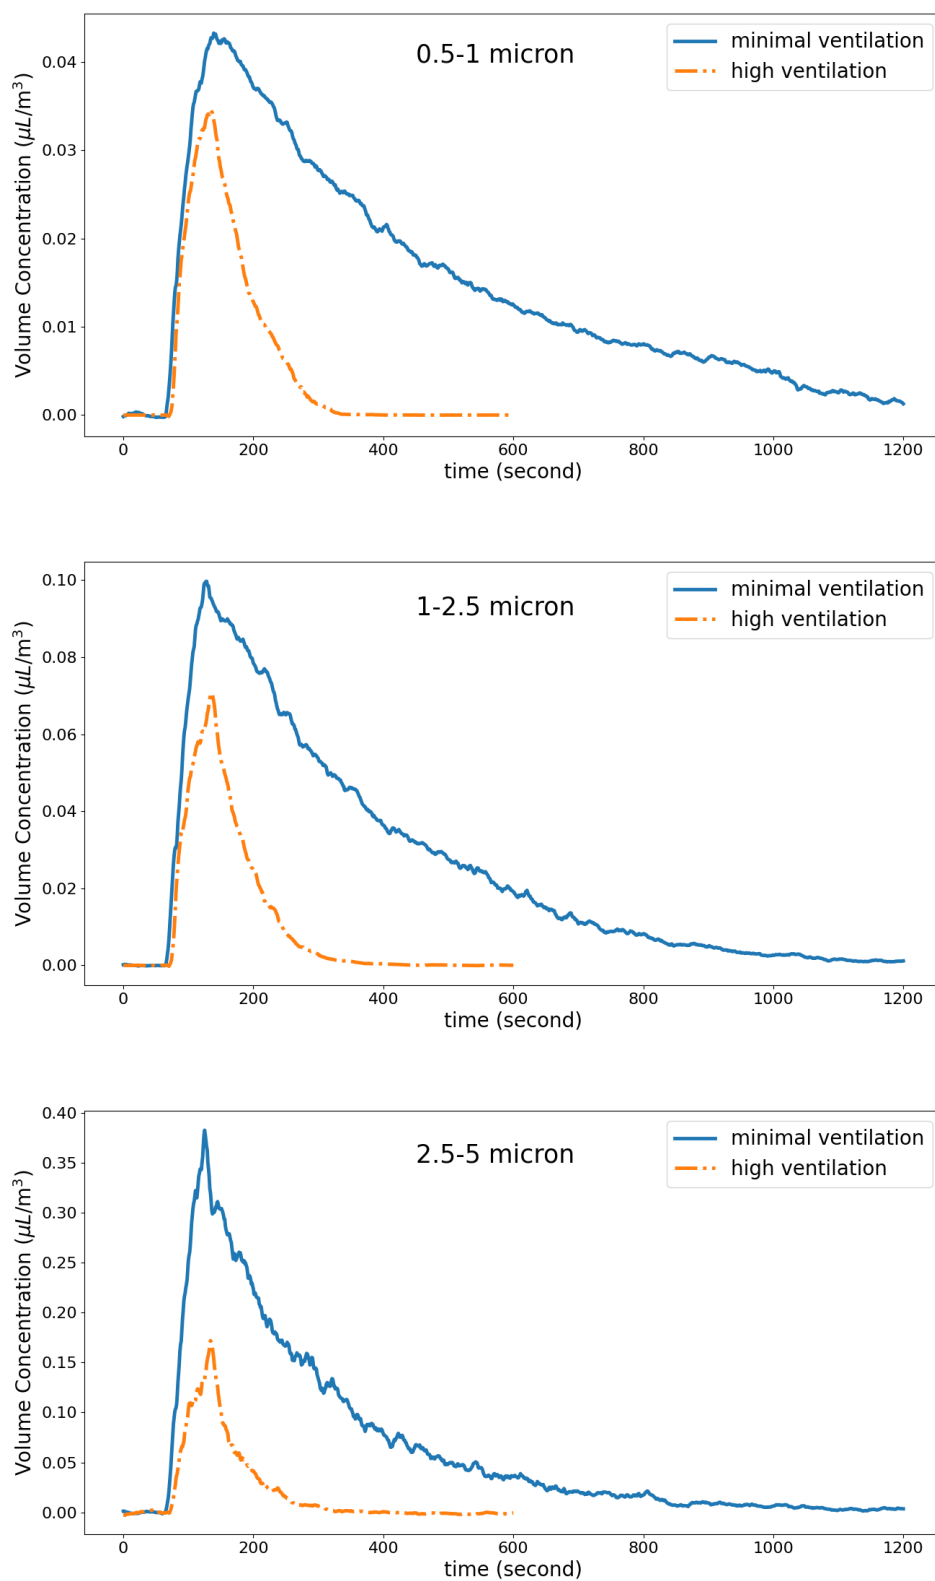 0.5-1 micron
minimal ventilation
high ventilation
Volume Concentration (μL/m³)
0.04
0.03
0.02
0.01
0.00
0 200 400 600 800 1000 1200
time (second)
1-2.5 micron
minimal ventilation
high ventilation
Volume Concentration (μL/m³)
0.10
0.08
0.06
0.04
0.02
0.00
0 200 400 600 800 1000 1200
time (second)
2.5-5 micron
minimal ventilation
high ventilation
Volume Concentration (μL/m³)
0.40
0.35
0.30
0.25
0.20
0.15
0.10
0.05
0.00
0 200 400 600 800 1000 1200
time (second)